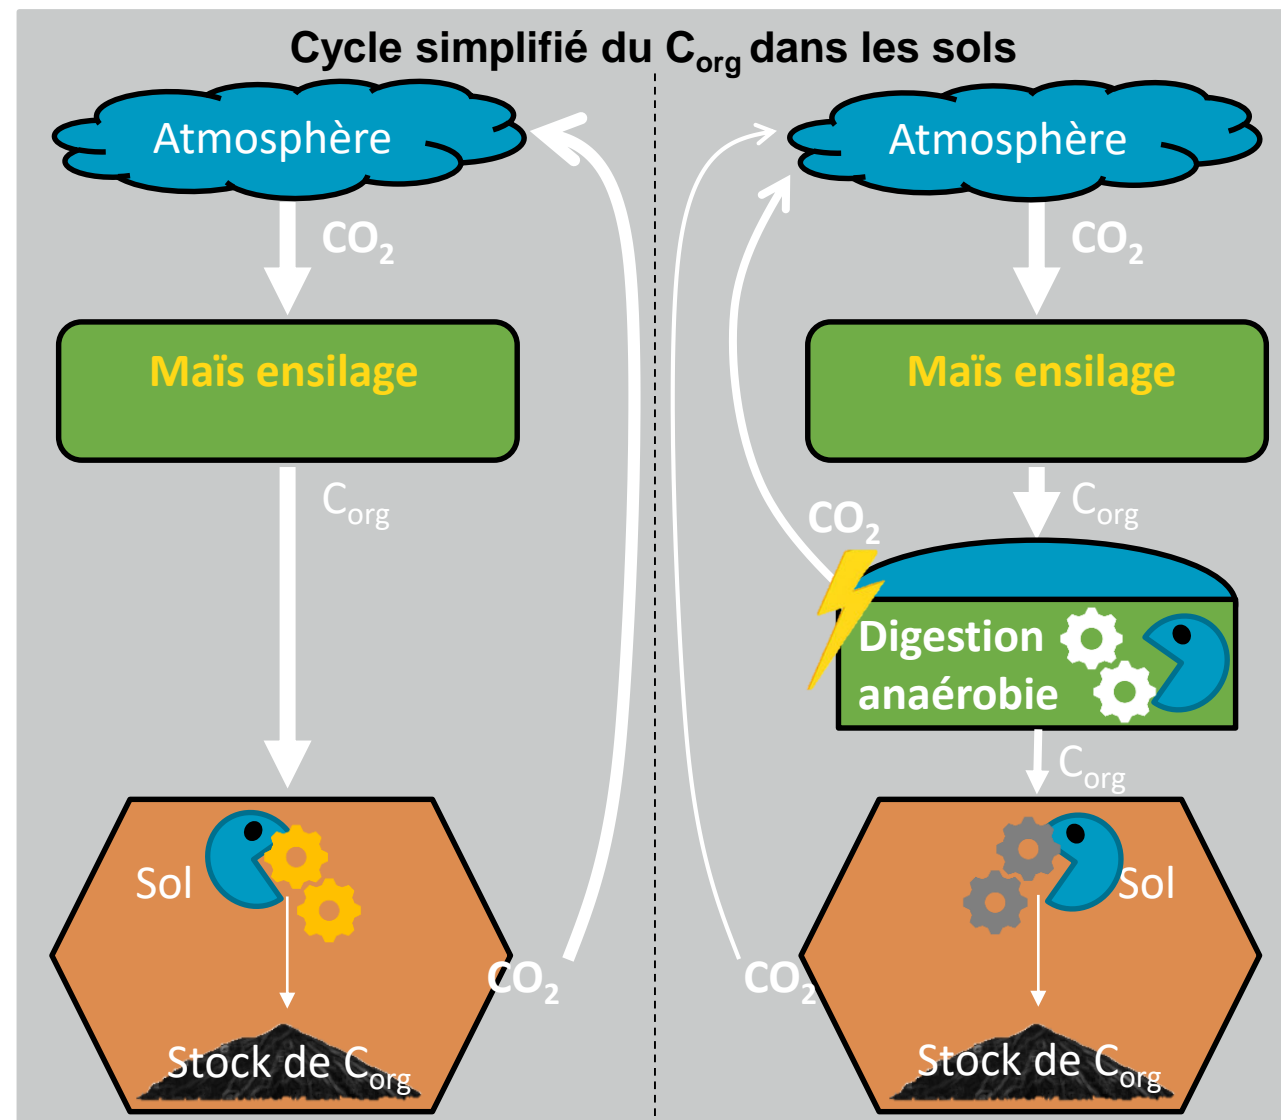 Cycle simplifié du Corg dans les sols
Atmosphère
CO2
Maïs ensilage
Corg
Sol
CO2
Stock de Corg
Atmosphère
CO2
Maïs ensilage
Corg
CO2
Digestion
anaérobie
Corg
Sol
CO2
Stock de Corg